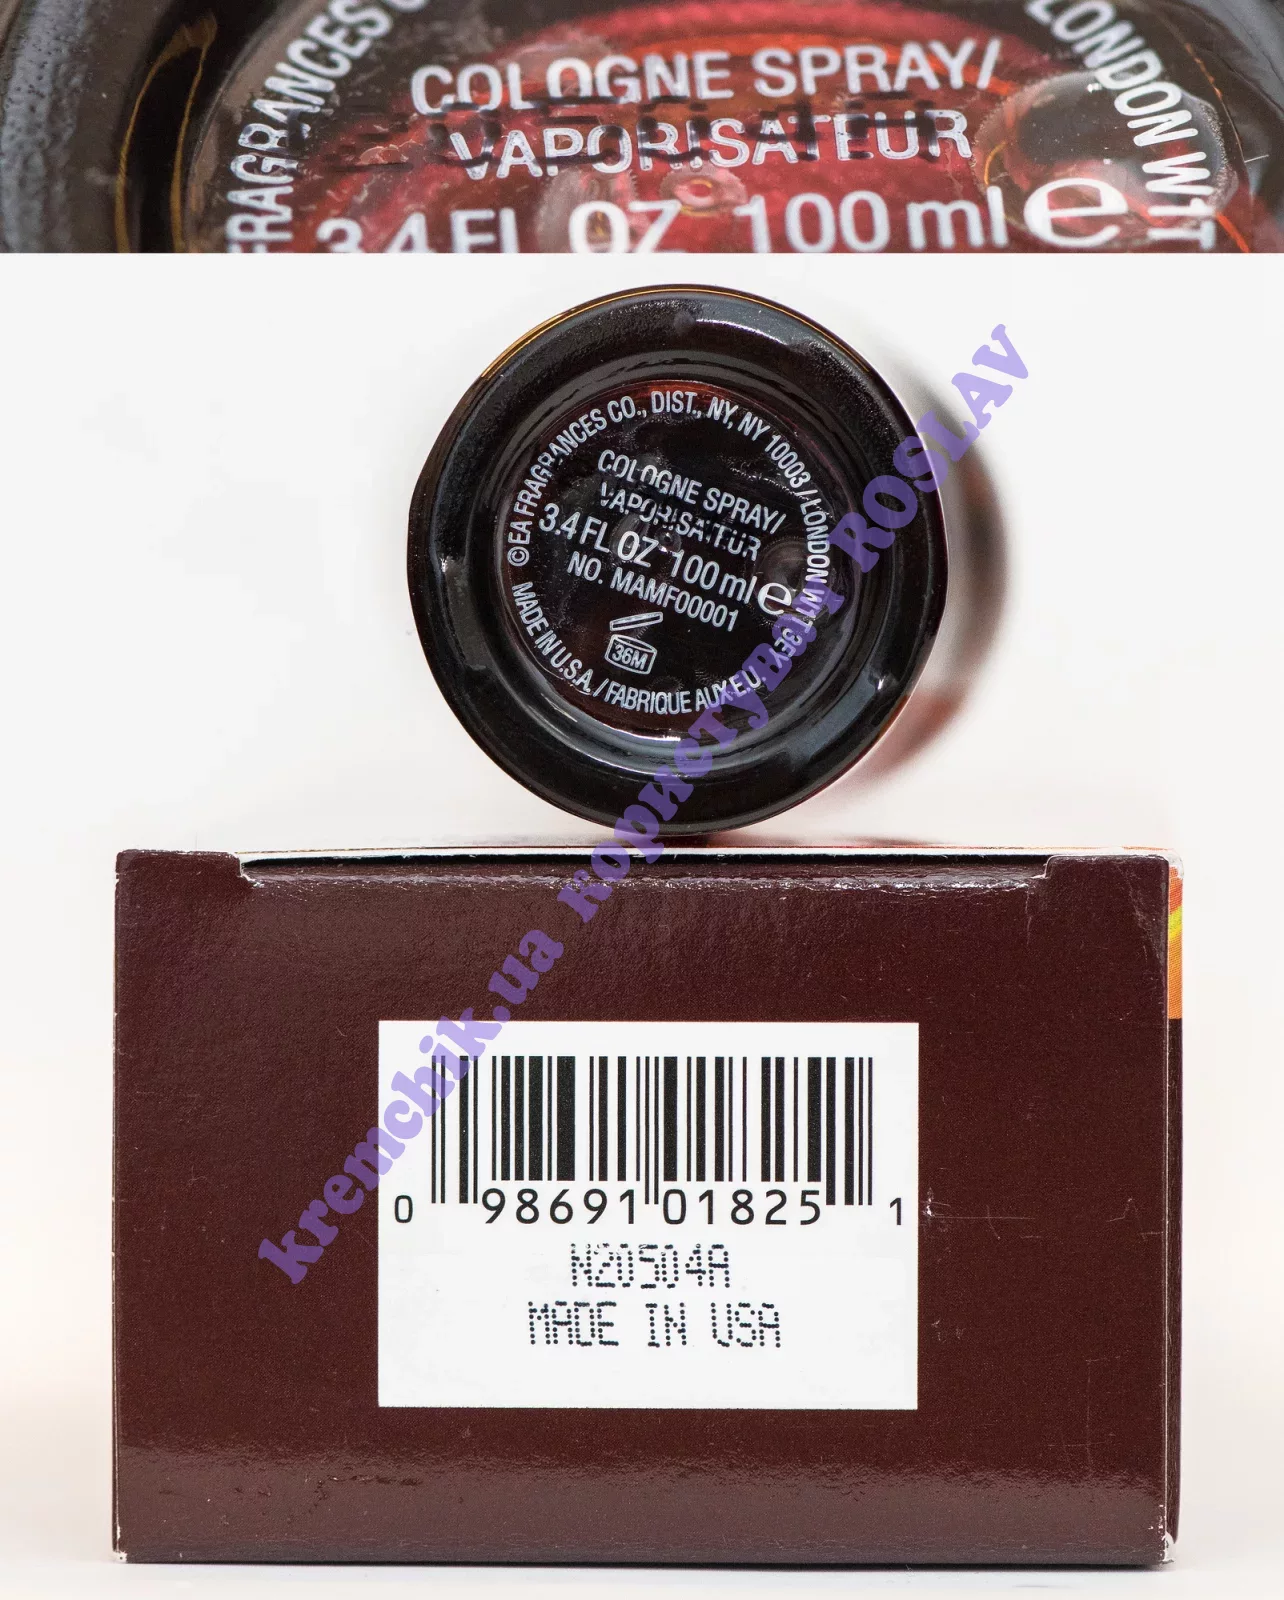 FRAGRANCES
COLOGNE SPRAY/
VAPORISATEUR
3.4 FL OZ 100 ml e
LONDON W1T
©EA FRAGRANCES CO., DIST., NY, NY 10003 / LONDON W1T 3EY
COLOGNE SPRAY/
VAPORISATEUR
3.4 FL OZ 100 ml e
NO. MAMF00001
36M
MADE IN U.S.A. / FABRIQUE AUX E.U.
kremchik.ua користувач ROSLAV
0 98691 01825 1
N20504A
MADE IN USA